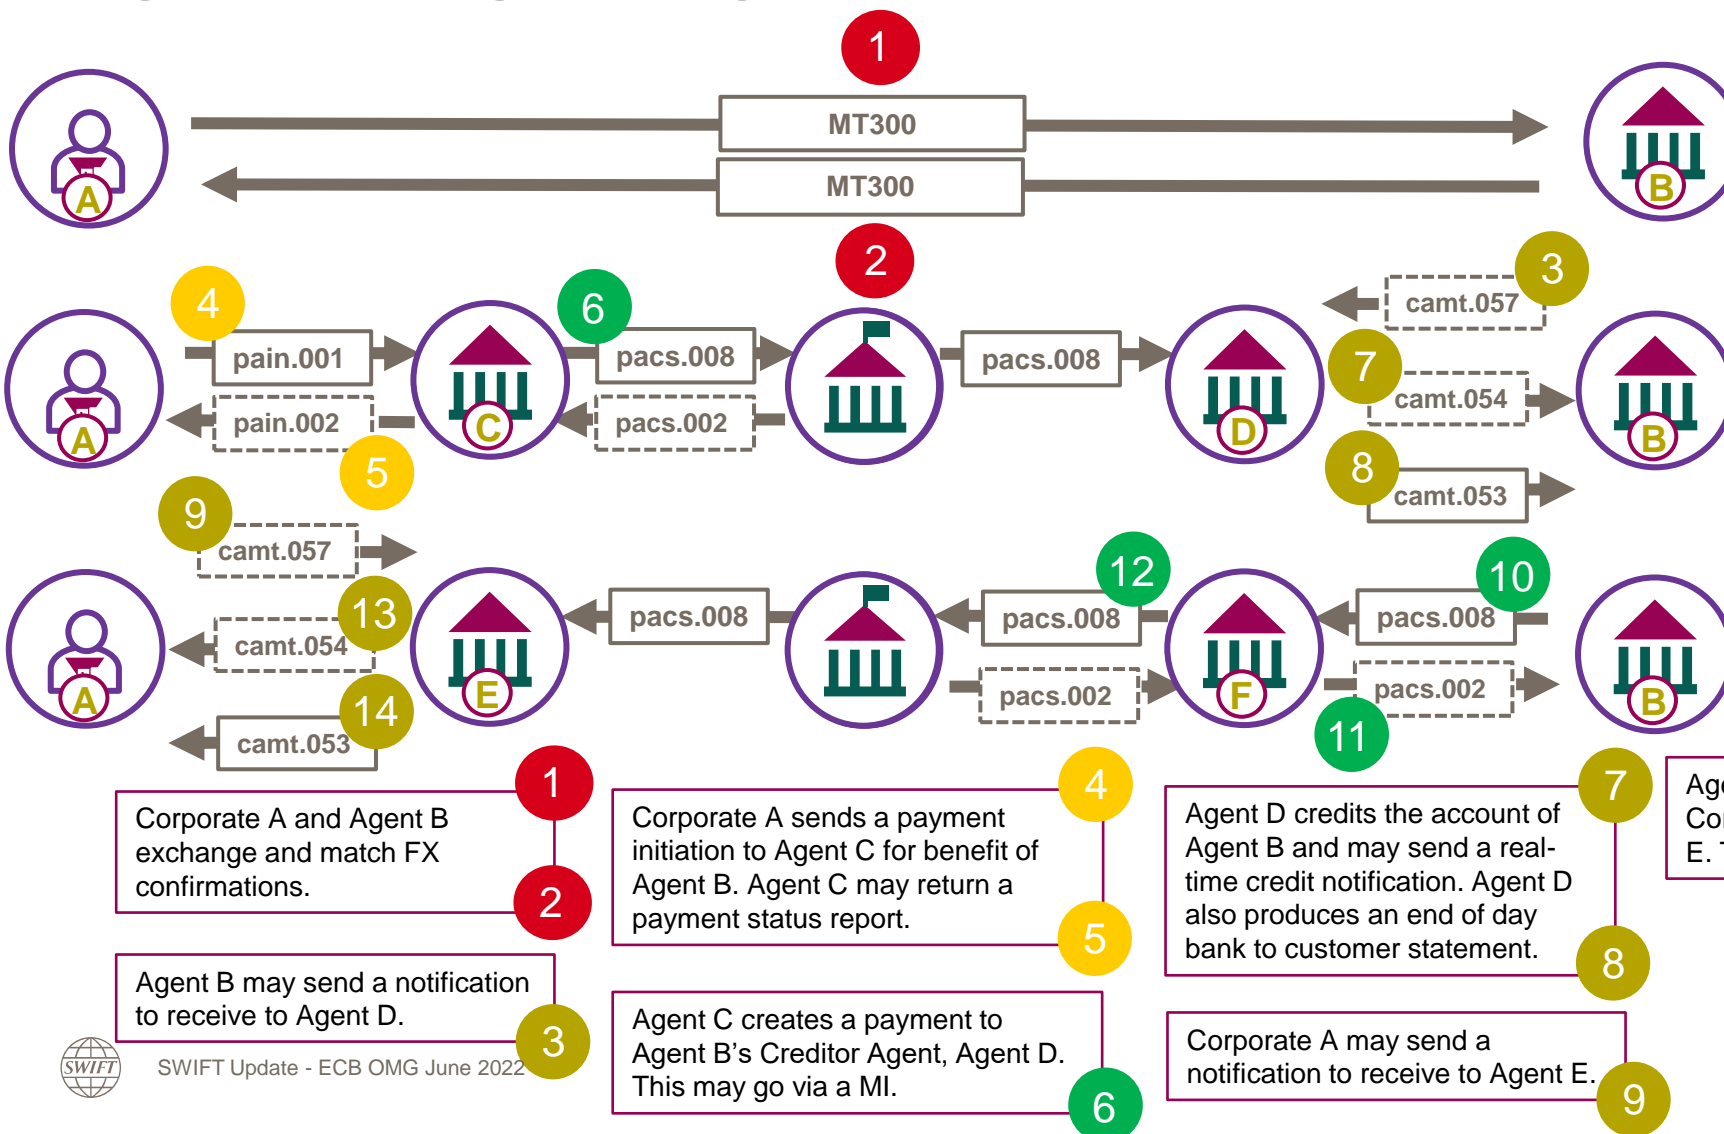 1
MT300
MT300
A
B
2
3
camt.057
4
6
pain.001
pacs.008
pacs.008
7
camt.054
pain.002
pacs.002
A
C
D
B
5
8
camt.053
9
camt.057
12
10
13
pacs.008
pacs.008
pacs.008
camt.054
pacs.002
pacs.002
A
E
F
B
14
camt.053
11
1
Corporate A and Agent B
exchange and match FX
confirmations.
2
Agent B may send a notification
to receive to Agent D.
3
4
Corporate A sends a payment
initiation to Agent C for benefit of
Agent B. Agent C may return a
payment status report.
5
Agent C creates a payment to
Agent B's Creditor Agent, Agent D.
This may go via a MI.
6
7
Agent D credits the account of
Agent B and may send a real-
time credit notification. Agent D
also produces an end of day
bank to customer statement.
8
Corporate A may send a
notification to receive to Agent E.
9
E.
SWIFT
SWIFT Update - ECB OMG June 2022